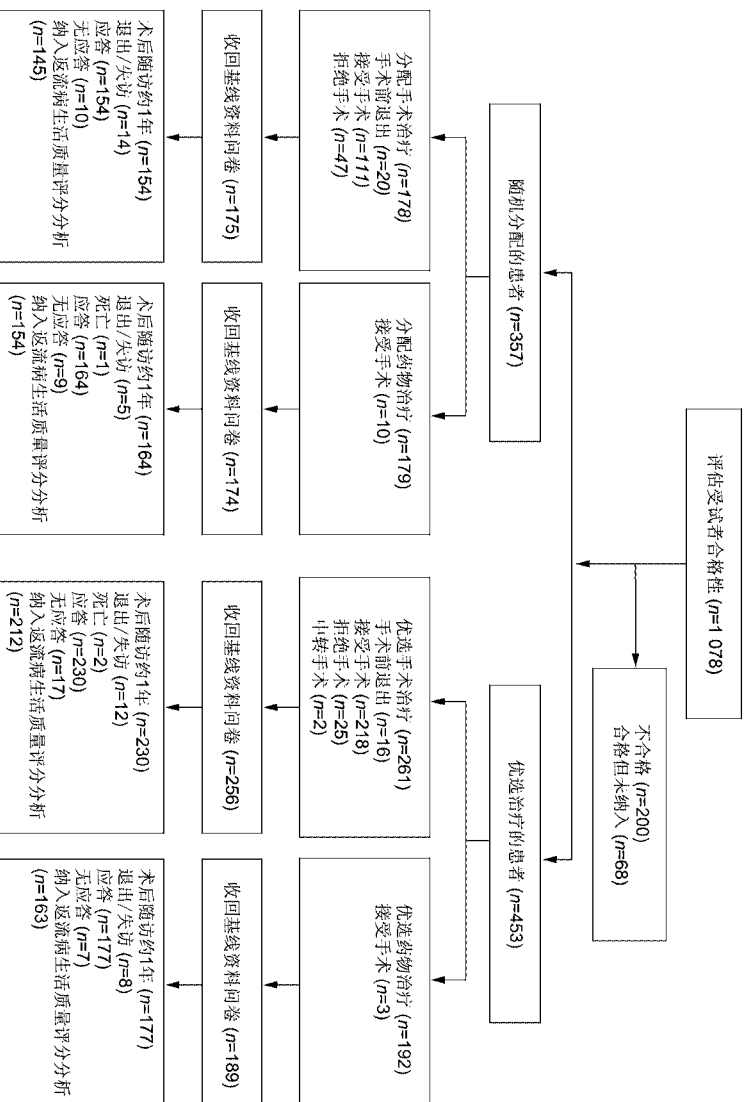 评估受试者合格性 (n=1 078)
不合格 (n=200)
合格但未纳入 (n=68)
随机分配的患者 (n=357)
优选治疗的患者 (n=453)
分配手术治疗 (n=178)
手术前退出 (n=20)
接受手术 (n=111)
拒绝手术 (n=47)
分配药物治疗 (n=179)
接受手术 (n=10)
优选手术治疗 (n=261)
手术前退出 (n=16)
接受手术 (n=218)
拒绝手术 (n=25)
中转手术 (n=2)
优选药物治疗 (n=192)
接受手术 (n=3)
收回基线资料问卷 (n=175)
收回基线资料问卷 (n=174)
收回基线资料问卷 (n=256)
收回基线资料问卷 (n=189)
术后随访约1年 (n=154)
退出/失访 (n=14)
应答 (n=154)
无应答 (n=10)
纳入返流病生活质量评分分析
(n=145)
术后随访约1年 (n=164)
退出/失访 (n=5)
死亡 (n=1)
应答 (n=164)
无应答 (n=9)
纳入返流病生活质量评分分析
(n=154)
术后随访约1年 (n=230)
退出/失访 (n=12)
死亡 (n=2)
应答 (n=230)
无应答 (n=17)
纳入返流病生活质量评分分析
(n=212)
术后随访约1年 (n=177)
退出/失访 (n=8)
应答 (n=177)
无应答 (n=7)
纳入返流病生活质量评分分析
(n=163)